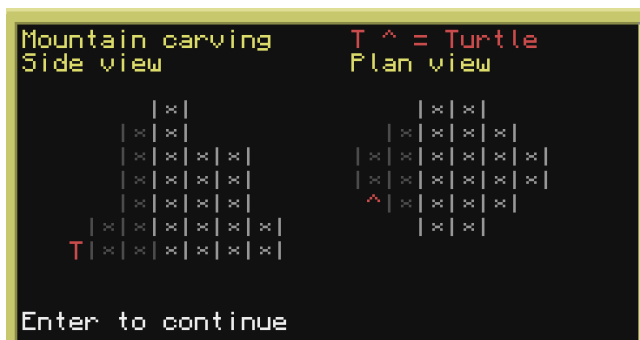 Mountain carving T ^ = Turtle
Side view Plan view
|×| |×|×|
|×|×| |×|×|×|×|
|×|×|×|×| |×|×|×|×|×|×|
|×|×|×|×| |×|×|×|×|×|×|
|×|×|×|×| ^|×|×|×|×|
|×|×|×|×|×|×| |×|×|
T|×|×|×|×|×|×|
Enter to continue